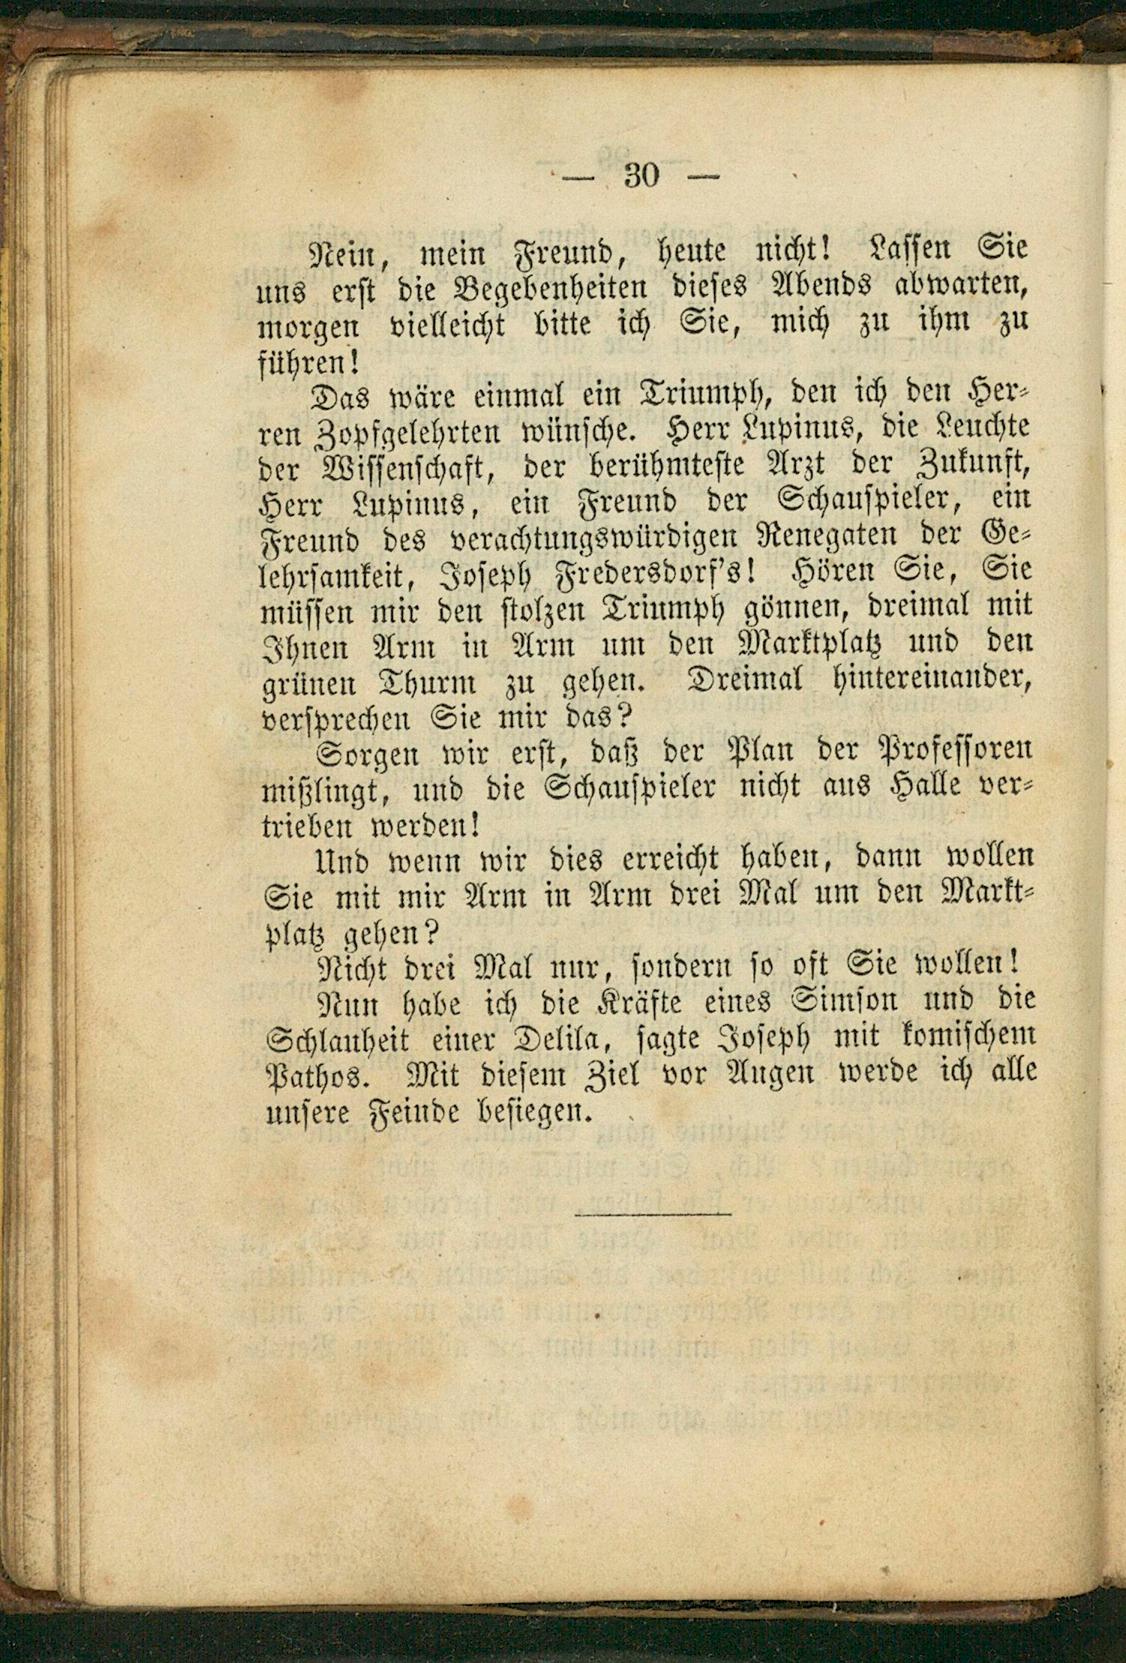 — 30 —
Nein, mein Freund, heute nicht! Lassen Sie
uns erst die Begebenheiten dieses Abends abwarten,
morgen vielleicht bitte ich Sie, mich zu ihm zu
führen!
Das wäre einmal ein Triumph, den ich den Her-
ren Zopfgelehrten wünsche. Herr Lupinus, die Leuchte
der Wissenschaft, der berühmteste Arzt der Zukunft,
Herr Lupinus, ein Freund der Schauspieler, ein
Freund des verachtungswürdigen Renegaten der Ge-
lehrsamkeit, Joseph Fredersdorf's! Hören Sie, Sie
müssen mir den stolzen Triumph gönnen, dreimal mit
Ihnen Arm in Arm um den Marktplatz und den
grünen Thurm zu gehen. Dreimal hintereinander,
versprechen Sie mir das?
Sorgen wir erst, daß der Plan der Professoren
mißlingt, und die Schauspieler nicht aus Halle ver-
trieben werden!
Und wenn wir dies erreicht haben, dann wollen
Sie mit mir Arm in Arm drei Mal um den Markt-
platz gehen?
Nicht drei Mal nur, sondern so oft Sie wollen!
Nun habe ich die Kräfte eines Simson und die
Schlauheit einer Delila, sagte Joseph mit komischem
Pathos. Mit diesem Ziel vor Augen werde ich alle
unsere Feinde besiegen.